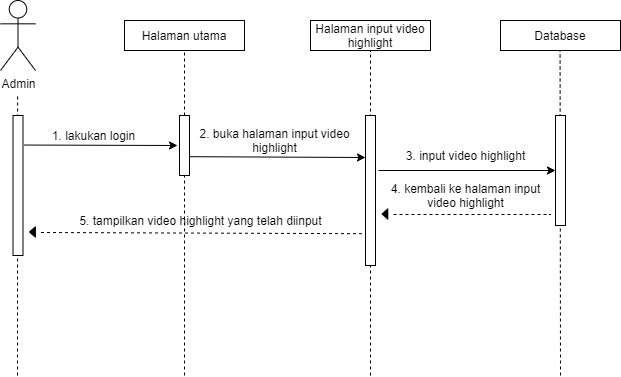 Admin
Halaman utama
Halaman input video
highlight
Database
1. lakukan login
2. buka halaman input video
highlight
3. input video highlight
4. kembali ke halaman input
video highlight
5. tampilkan video highlight yang telah diinput